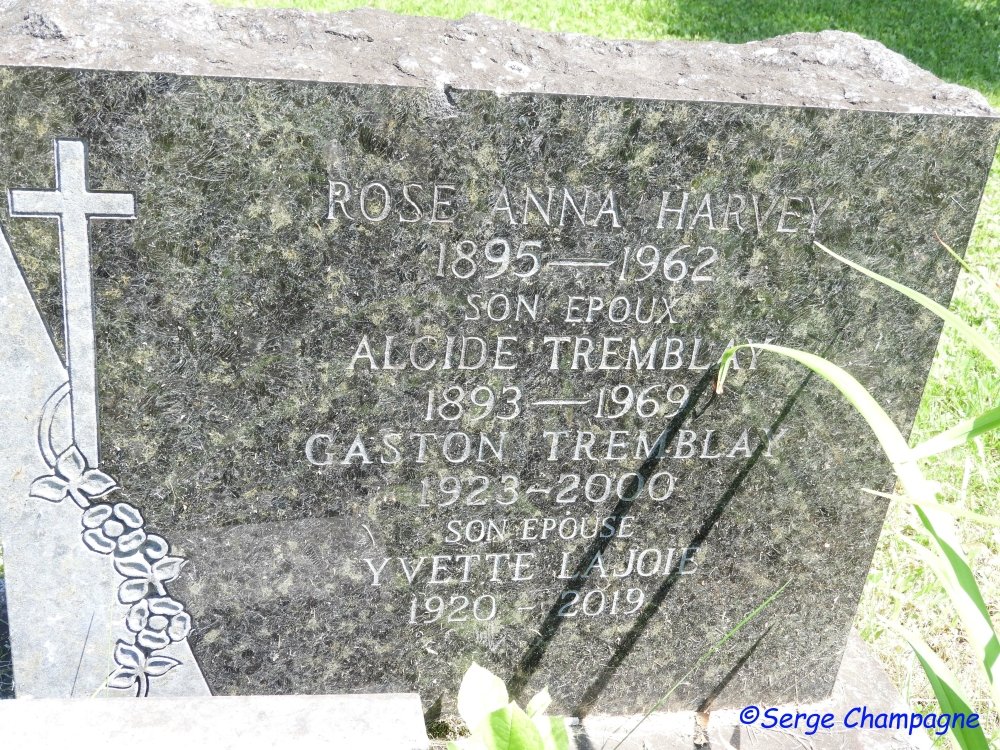 ROSE ANNA HARVEY
1895—1962
SON EPOUX
ALCIDE TREMBLAY
1893—1969
GASTON TREMBLAY
1923-2000
SON EPOUSE
YVETTE LAJOIE
1920 - 2019
©Serge Champagne